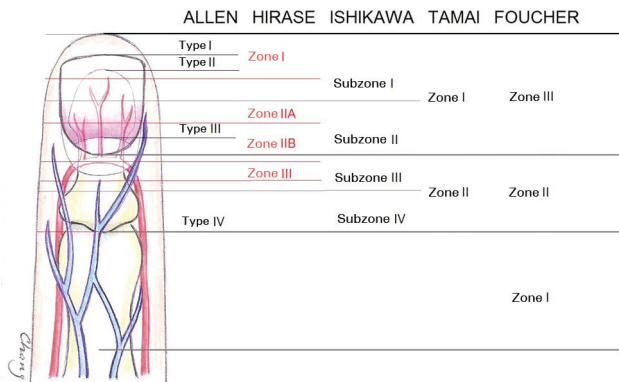 ALLEN HIRASE ISHIKAWA TAMAI FOUCHER
Type I
Zone I
Type II
Subzone I
Zone I
Zone III
Zone IIA
Type III
Zone IIB
Subzone II
Zone III
Subzone III
Zone II
Zone II
Type IV
Subzone IV
Zone I
Chang